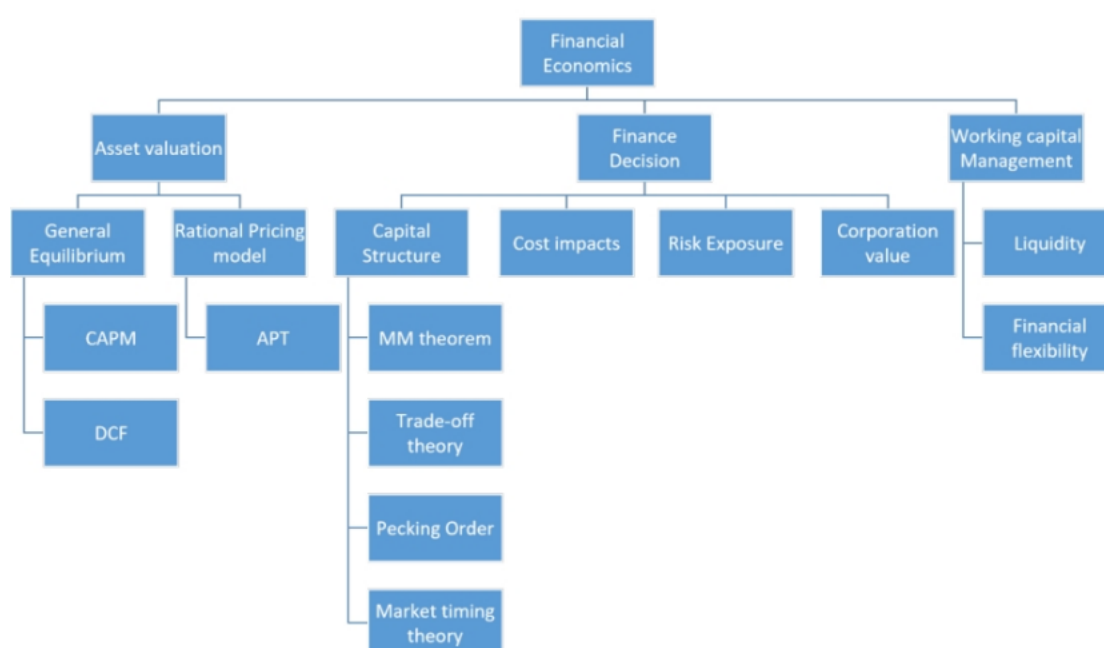 Financial
Economics
Asset valuation
Finance
Decision
Working capital
Management
General
Equilibrium
Rational Pricing
model
Capital
Structure
Cost impacts
Risk Exposure
Corporation
value
Liquidity
CAPM
APT
MM theorem
Financial
flexibility
DCF
Trade-off
theory
Pecking Order
Market timing
theory